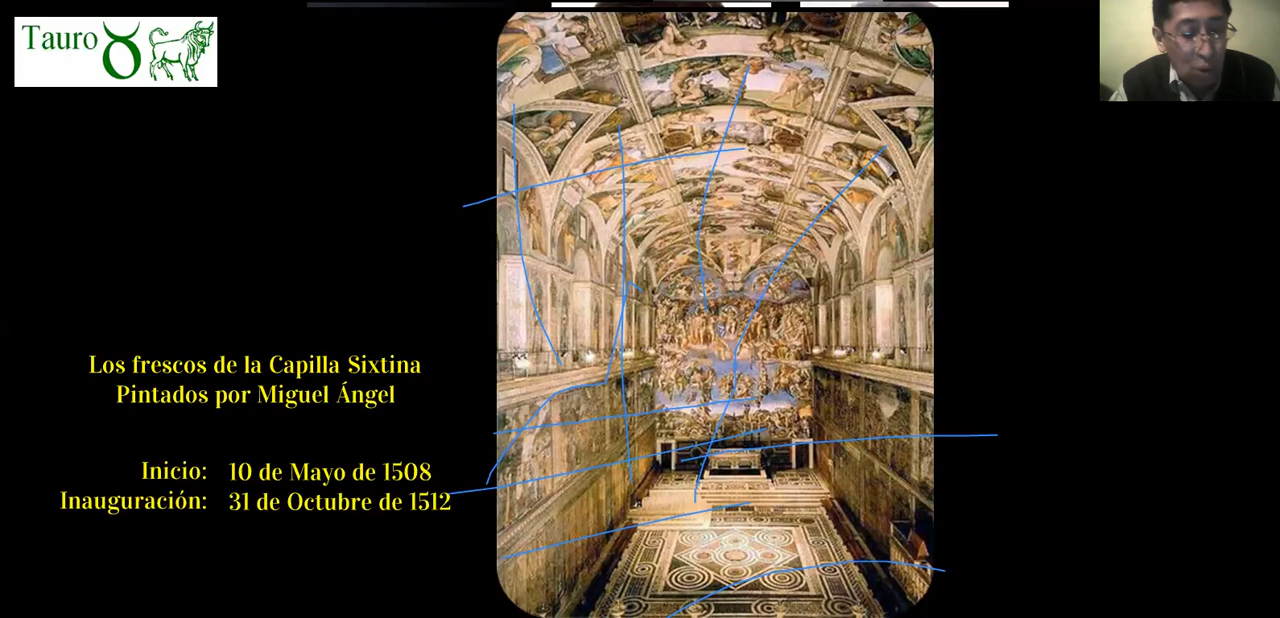 Tauro
Los frescos de la Capilla Sixtina
Pintados por Miguel Ángel
Inicio: 10 de Mayo de 1508
Inauguración: 31 de Octubre de 1512